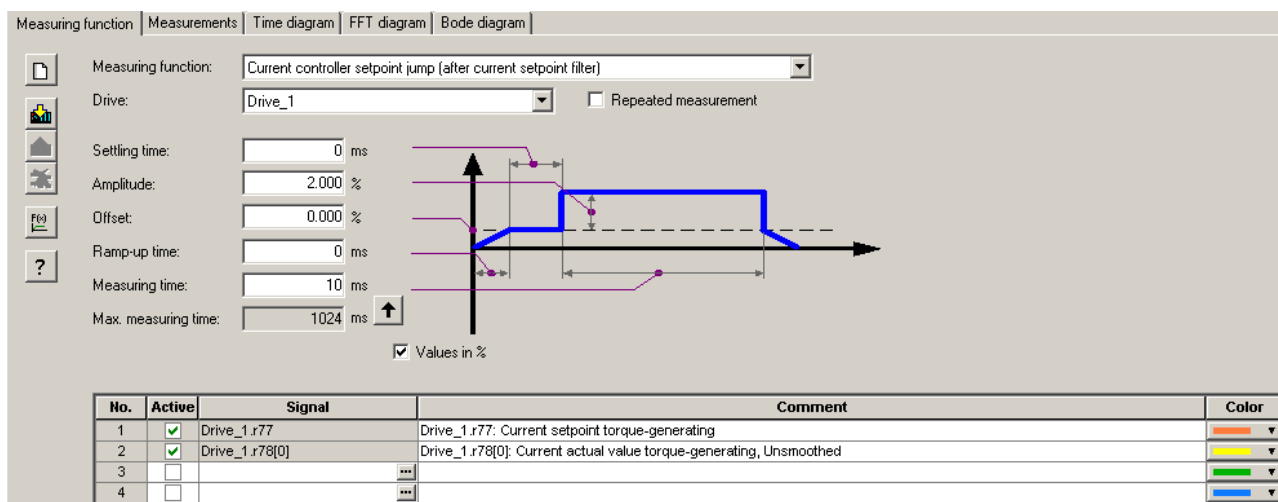 Measuring function Measurements Time diagram FFT diagram Bode diagram
Measuring function: Current controller setpoint jump (after current setpoint filter)
Drive: Drive_1 Repeated measurement
Settling time: 0 ms
Amplitude: 2.000 %
Offset: 0.000 %
Ramp-up time: 0 ms
Measuring time: 10 ms
Max. measuring time: 1024 ms
F(x)
?
Values in %
No. Active Signal Comment Color
1 Drive_1.r77 Drive_1.r77: Current setpoint torque-generating
2 Drive_1.r78[0] Drive_1.r78[0]: Current actual value torque-generating, Unsmoothed
3 ...
4 ...